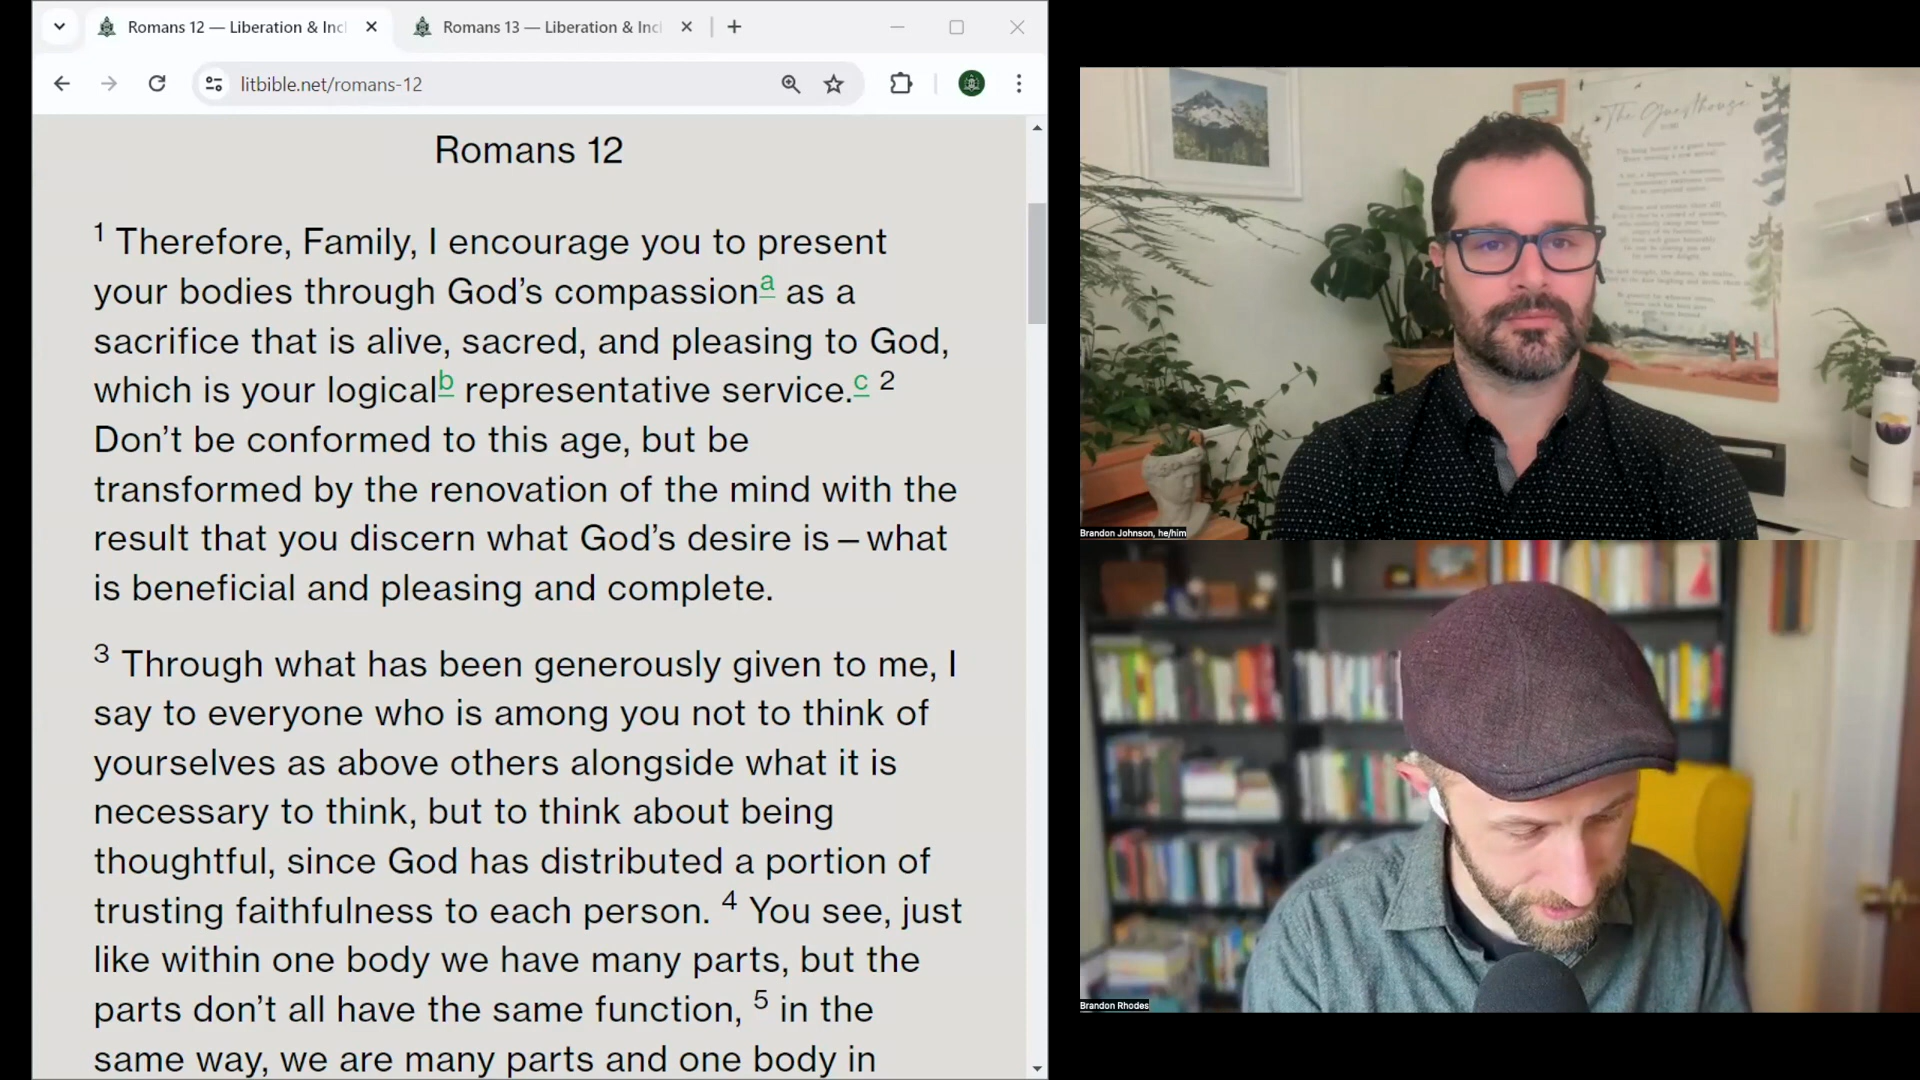 Romans 12 — Liberation & Incl
Romans 13 — Liberation & Incl
litbible.net/romans-12
Romans 12
1 Therefore, Family, I encourage you to present
your bodies through God's compassiona as a
sacrifice that is alive, sacred, and pleasing to God,
which is your logicalb representative service.c 2
Don't be conformed to this age, but be
transformed by the renovation of the mind with the
result that you discern what God's desire is – what
is beneficial and pleasing and complete.
3 Through what has been generously given to me, I
say to everyone who is among you not to think of
yourselves as above others alongside what it is
necessary to think, but to think about being
thoughtful, since God has distributed a portion of
trusting faithfulness to each person. 4 You see, just
like within one body we have many parts, but the
parts don't all have the same function, 5 in the
same way, we are many parts and one body in
The Guesthouse
Brandon Johnson, he/him
Brandon Rhodes